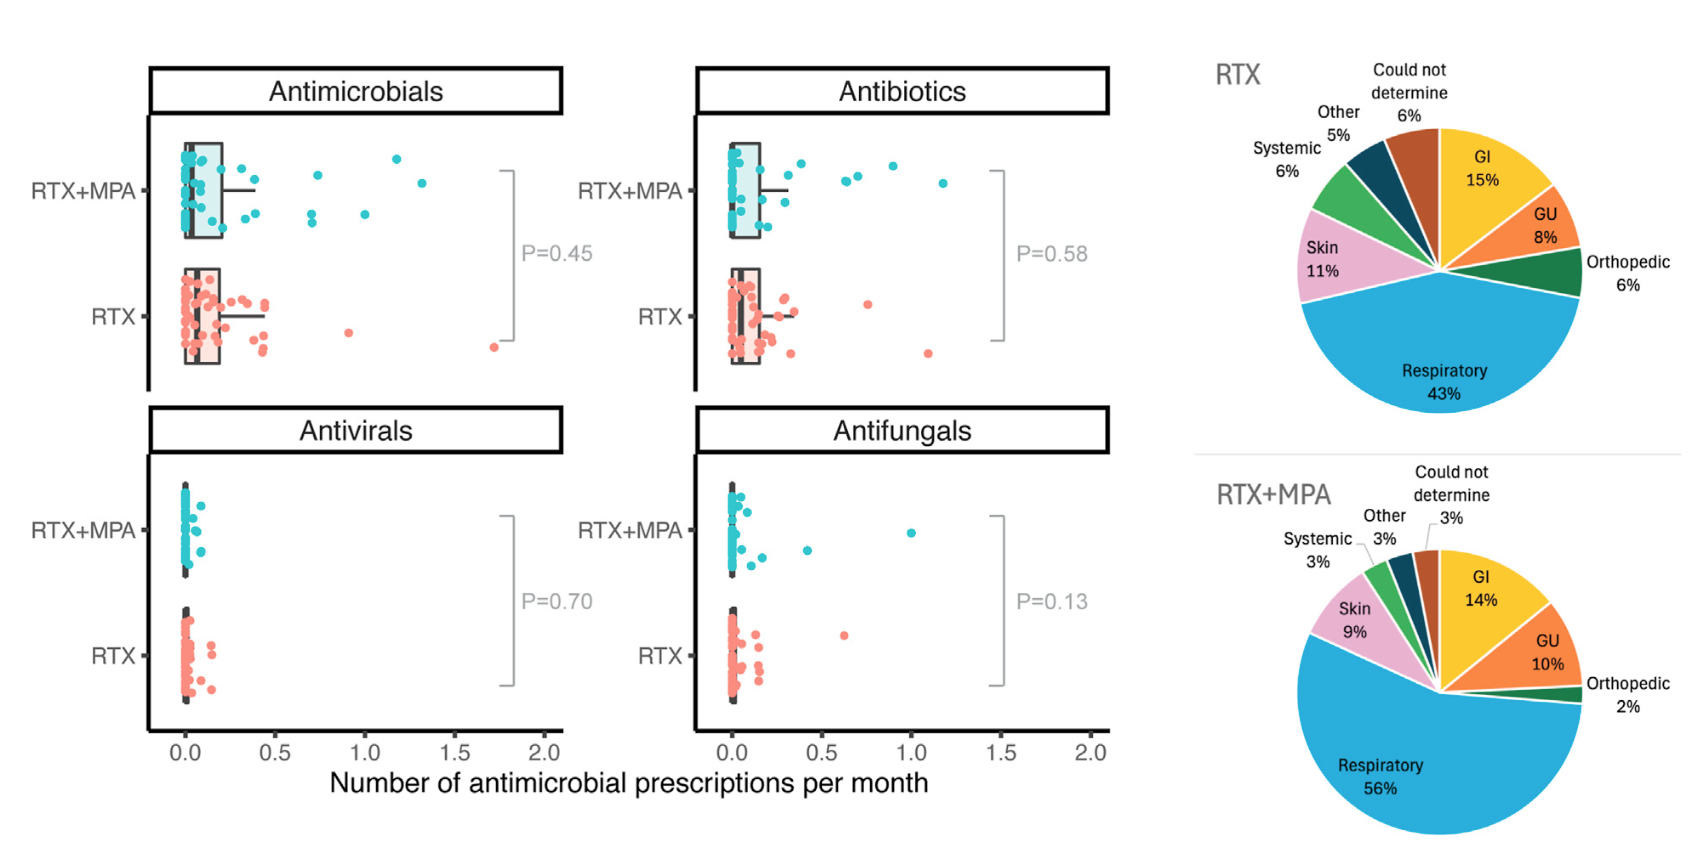 Antimicrobials
RTX+MPA
P=0.45
RTX
Antibiotics
RTX+MPA
P=0.58
RTX
Antivirals
RTX+MPA
P=0.70
RTX
0.0 0.5 1.0 1.5 2.0
Antifungals
RTX+MPA
P=0.13
RTX
0.0 0.5 1.0 1.5 2.0
Number of antimicrobial prescriptions per month
RTX
Could not
determine
6%
Other
5%
Systemic
6%
GI
15%
GU
8%
Skin
11%
Orthopedic
6%
Respiratory
43%
RTX+MPA
Could not
determine
3%
Other
3%
Systemic
3%
GI
14%
Skin
9%
GU
10%
Orthopedic
2%
Respiratory
56%